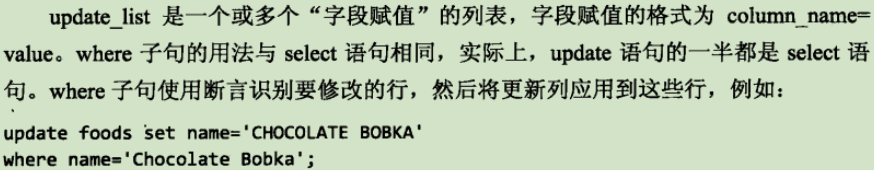 update_list 是一个或多个“字段赋值”的列表，字段赋值的格式为 column_name=
value。where 子句的用法与 select 语句相同，实际上，update 语句的一半都是 select 语
句。where 子句使用断言识别要修改的行，然后将更新列应用到这些行，例如：
update foods set name='CHOCOLATE BOBKA'
where name='Chocolate Bobka';